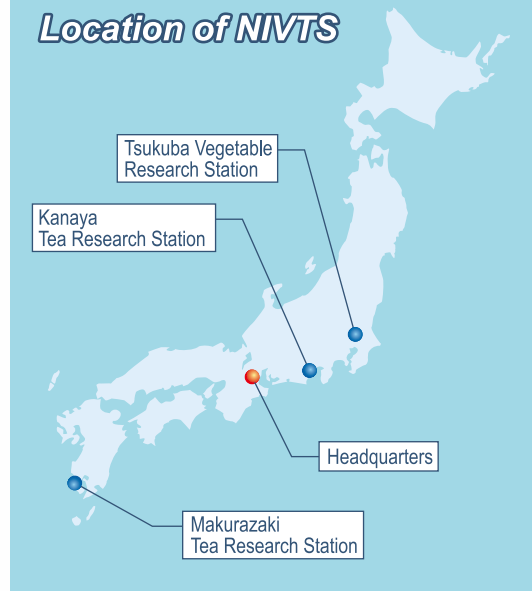 Location of NIVTS
Tsukuba Vegetable
Research Station
Kanaya
Tea Research Station
Headquarters
Makurazaki
Tea Research Station